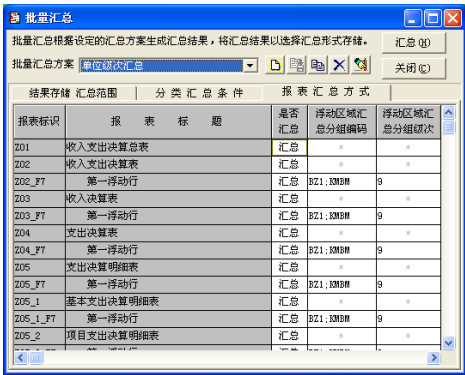 批量汇总
批量汇总根据设定的汇总方案生成汇总结果，将汇总结果以选择汇总形式存储。
汇总(H)
批量汇总方案 单位级次汇总
关闭(C)
结果存储 汇总范围 分 类 汇 总 条 件 报 表 汇 总 方 式
报表标识 报 表 标 题 是否汇总 浮动区域汇总分组编码 浮动区域汇总分组级次
Z01 收入支出决算总表 汇总 * *
Z02 收入支出决算表 汇总 * *
Z02_F7 第一浮动行 汇总 BZ1;KMBM 9
Z03 收入决算表 汇总 * *
Z03_F7 第一浮动行 汇总 BZ1;KMBM 9
Z04 支出决算表 汇总 * *
Z04_F7 第一浮动行 汇总 BZ1;KMBM 9
Z05 支出决算明细表 汇总 * *
Z05_F7 第一浮动行 汇总 BZ1;KMBM 9
Z05_1 基本支出决算明细表 汇总 * *
Z05_1_F7 第一浮动行 汇总 BZ1;KMBM 9
Z05_2 项目支出决算明细表 汇总 * *